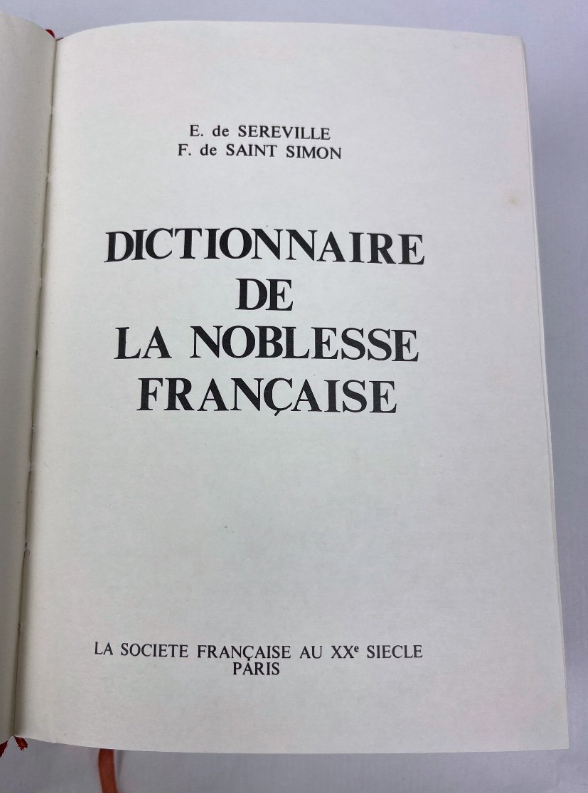 E. de SEREVILLE
F. de SAINT SIMON
DICTIONNAIRE
DE
LA NOBLESSE
FRANÇAISE
LA SOCIETE FRANÇAISE AU XXe SIECLE
PARIS